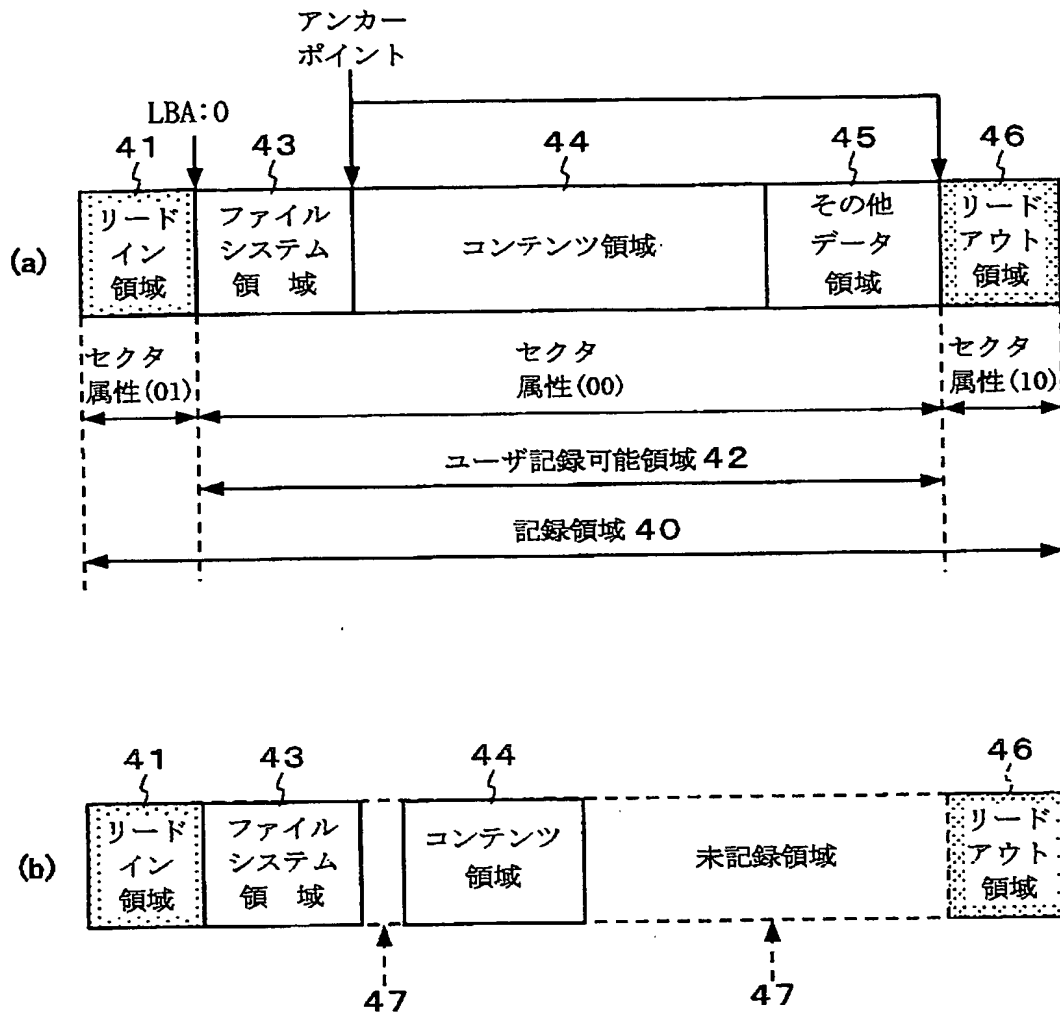 アンカー
ポイント
LBA:0
41 43 44 45 46
(a)
リード
イン
領域
ファイル
システム
領 域
コンテンツ領域
その他
データ
領域
リード
アウト
領域
セクタ
属性(01)
セクタ
属性(00)
セクタ
属性(10)
ユーザ記録可能領域 42
記録領域 40
41 43 44 46
(b)
リード
イン
領域
ファイル
システム
領 域
コンテンツ
領域
未記録領域
リード
アウト
領域
47 47